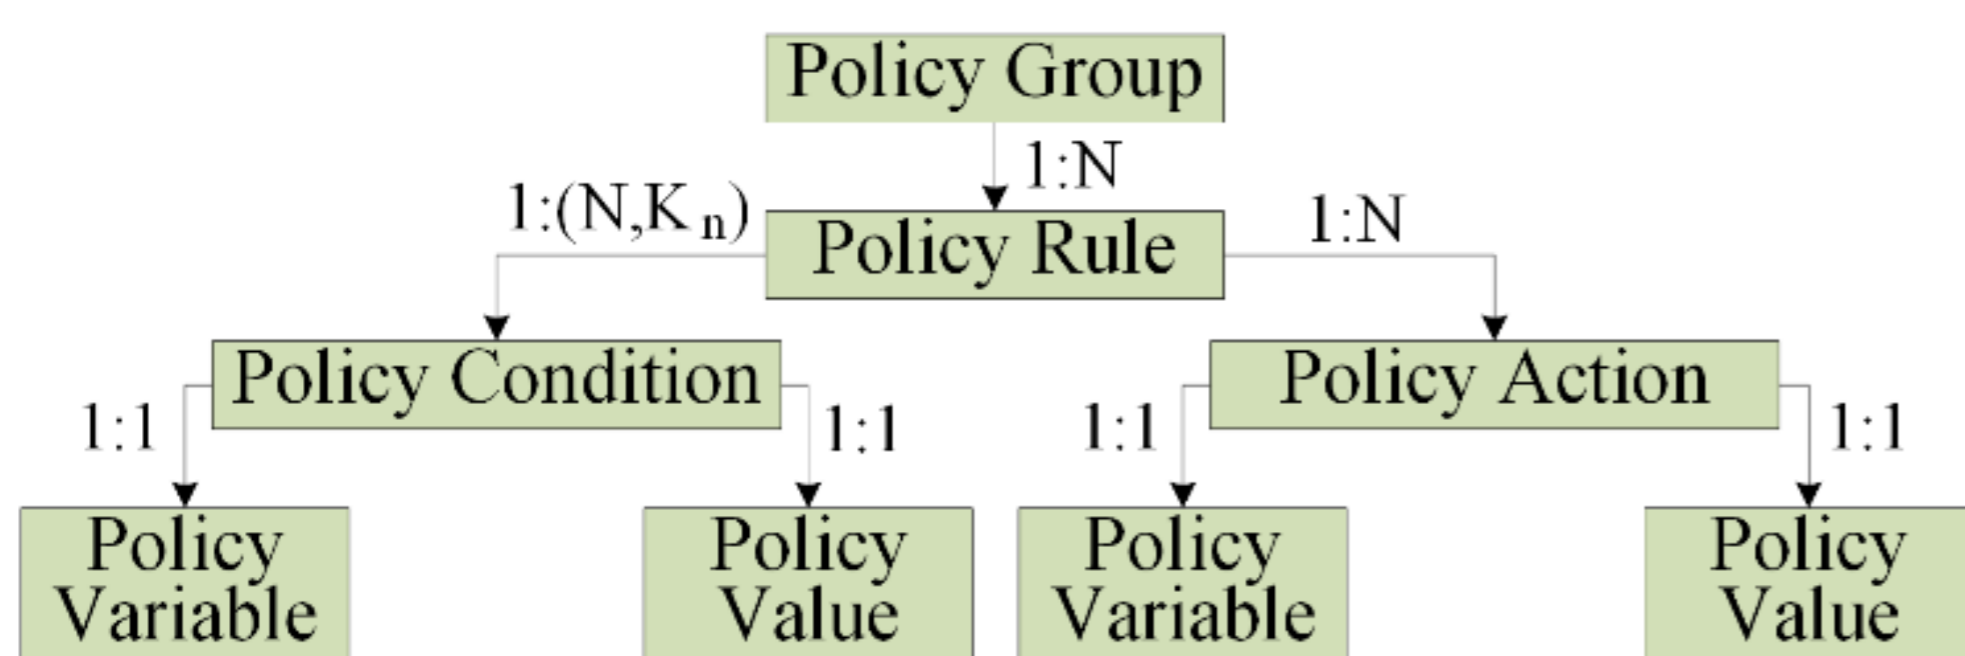 Policy Group
1:N
1:(N,K n)
Policy Rule
1:N
Policy Condition
Policy Action
1:1
1:1
1:1
1:1
Policy
Variable
Policy
Value
Policy
Variable
Policy
Value